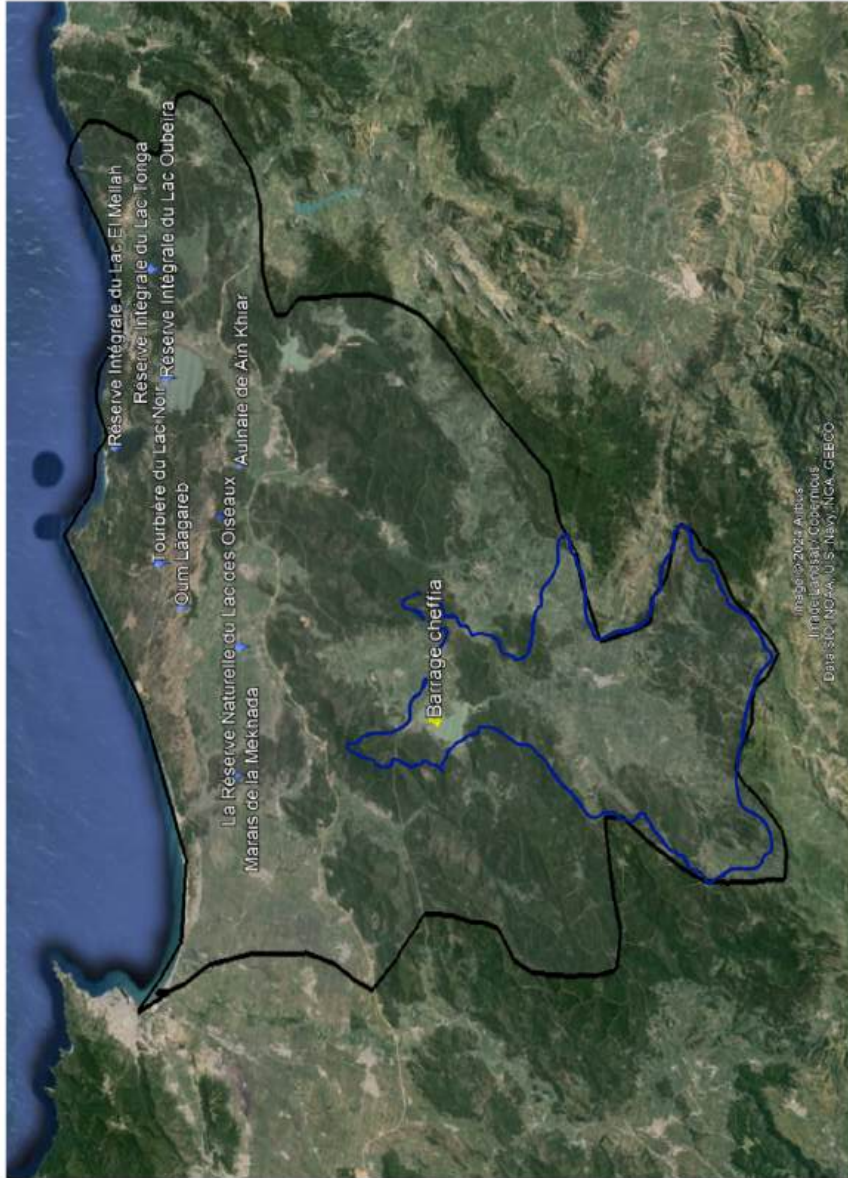 Réserve Intégrale du Lac El Mellah
Réserve Intégrale du Lac Tonga
Tourbière du Lac Noir
Réserve Intégrale du Lac Oubeïra
Oum Läagareb
La Réserve Naturelle du Lac des Oiseaux
Aulnaie de Ain Khiar
Marais de la Mekhada
Barrage cheffia
Image © 2024 Airbus
Image Landsat / Copernicus
Data SIO, NOAA, U.S. Navy, NGA, GEBCO